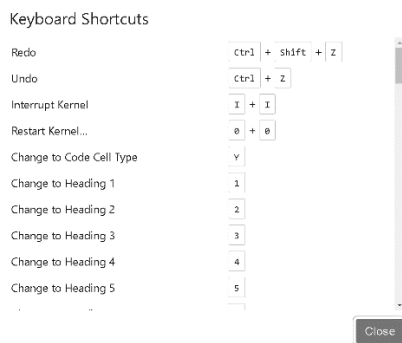 Keyboard Shortcuts
Redo Ctrl + Shift + Z
Undo Ctrl + Z
Interrupt Kernel I + I
Restart Kernel... 0 + 0
Change to Code Cell Type Y
Change to Heading 1 1
Change to Heading 2 2
Change to Heading 3 3
Change to Heading 4 4
Change to Heading 5 5
Close